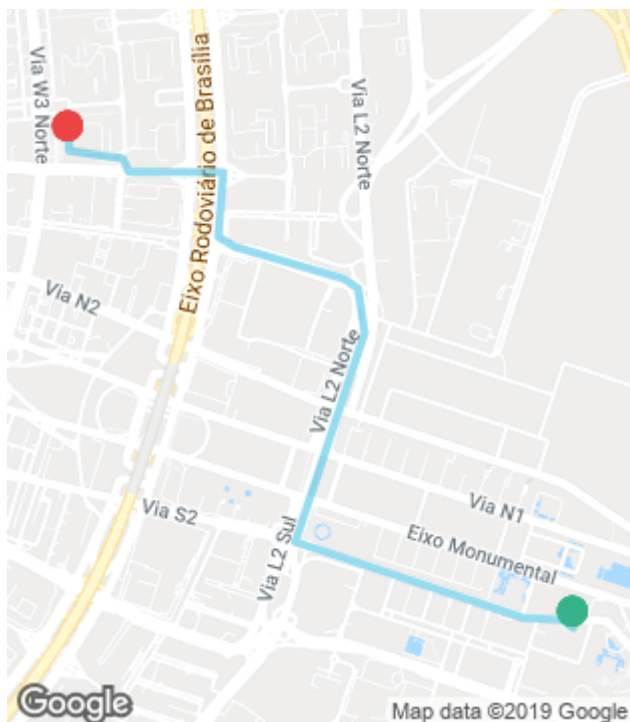 Via W3 Norte
Eixo Rodoviário de Brasília
Via L2 Norte
Via N2
Via L2 Norte
Via S2
Via N1
Via L2 Sul
Eixo Monumental
Google
Map data ©2019 Google